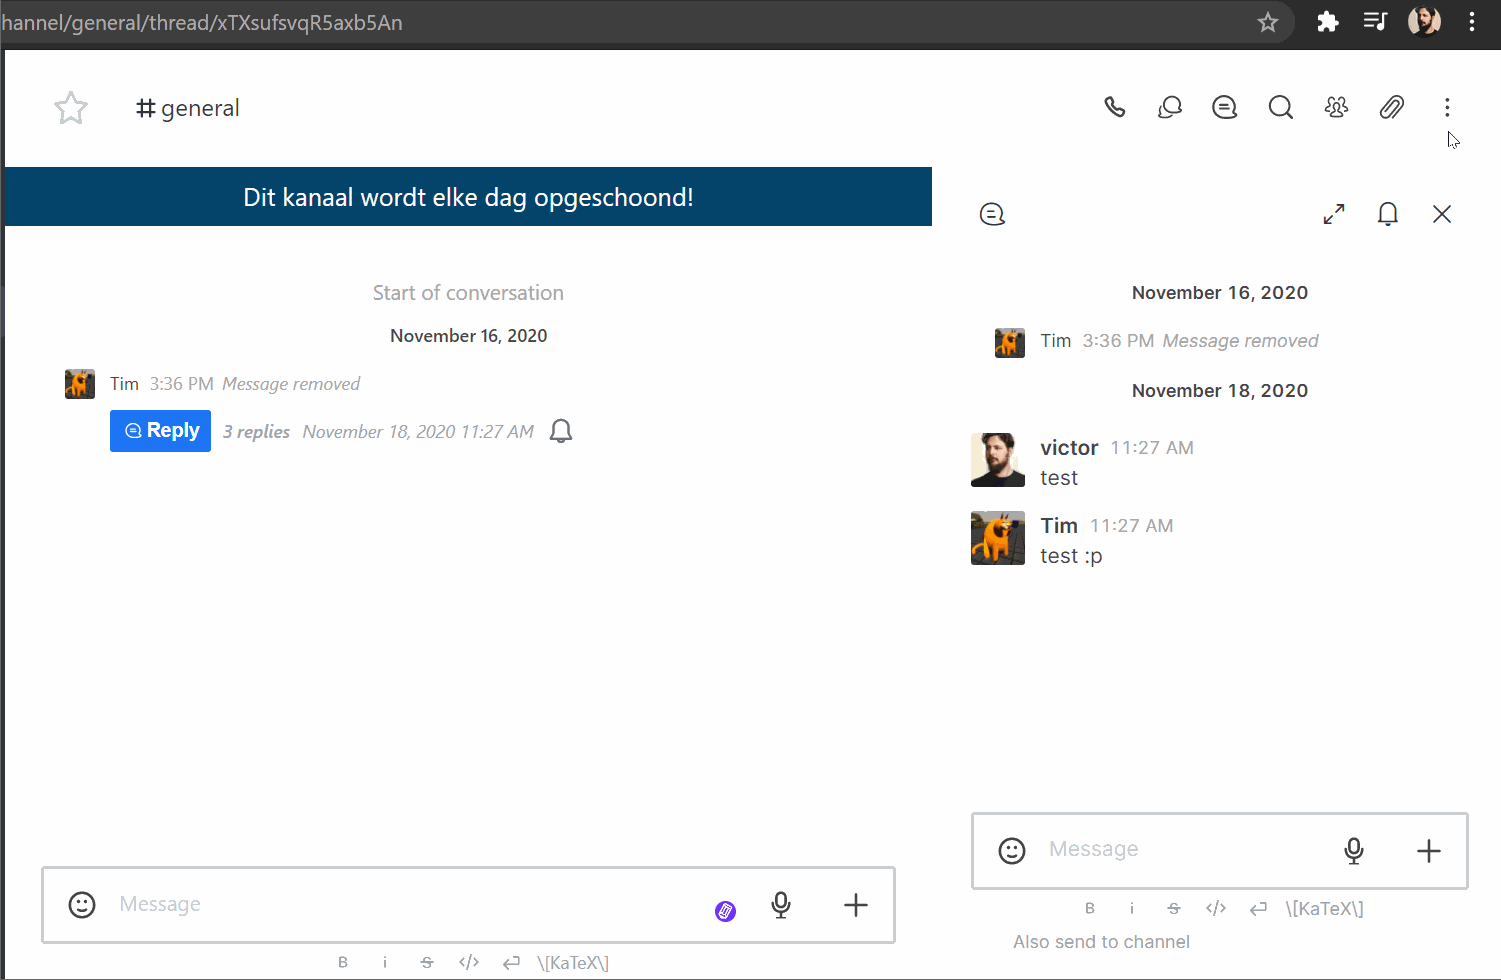 hannel/general/thread/xTXsufsvqR5axb5An
# general
Dit kanaal wordt elke dag opgeschoond!
Start of conversation
November 16, 2020
Tim 3:36 PM Message removed
Reply 3 replies November 18, 2020 11:27 AM
Message
B i S </> \[KaTeX\]
November 16, 2020
Tim 3:36 PM Message removed
November 18, 2020
victor 11:27 AM
test
Tim 11:27 AM
test :p
Message
B i S </> \[KaTeX\]
Also send to channel